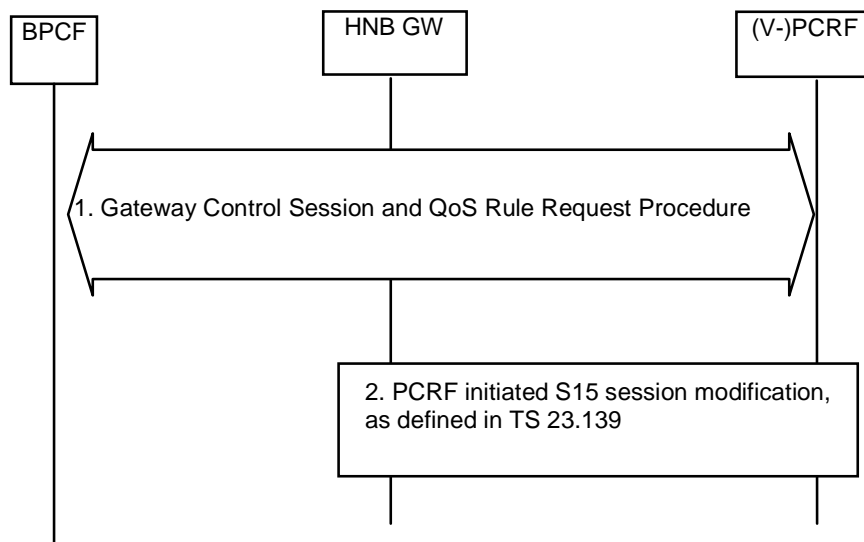 BPCF
HNB GW
(V-)PCRF
1. Gateway Control Session and QoS Rule Request Procedure
2. PCRF initiated S15 session modification,
as defined in TS 23.139